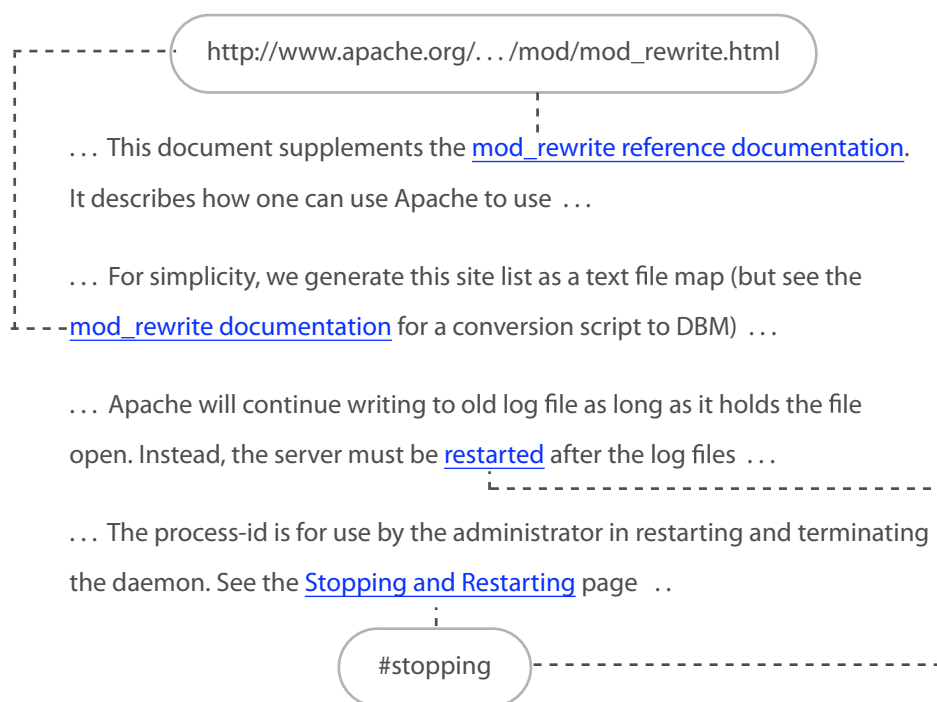 http://www.apache.org/. . . /mod/mod_rewrite.html
. . . This document supplements the mod_rewrite reference documentation.
It describes how one can use Apache to use . . .
. . . For simplicity, we generate this site list as a text file map (but see the
mod_rewrite documentation for a conversion script to DBM) . . .
. . . Apache will continue writing to old log file as long as it holds the file
open. Instead, the server must be restarted after the log files . . .
. . . The process-id is for use by the administrator in restarting and terminating
the daemon. See the Stopping and Restarting page . .
#stopping